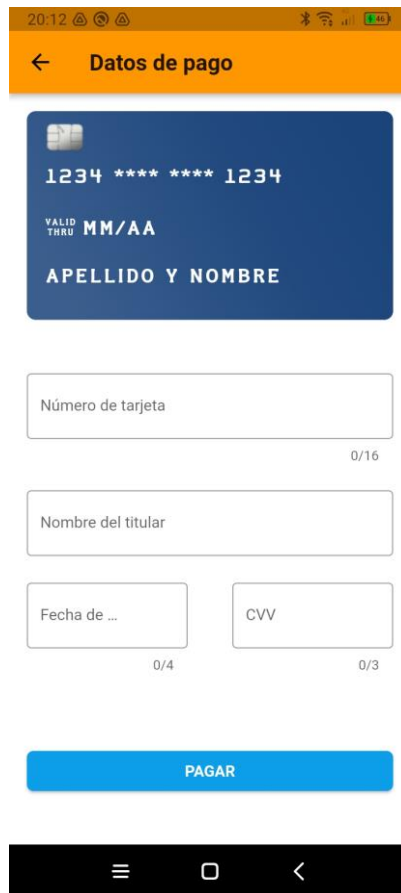 20:12
46
Datos de pago
1234 **** **** 1234
VALID THRU MM/AA
APELLIDO Y NOMBRE
Número de tarjeta
0/16
Nombre del titular
Fecha de ... CVV
0/4 0/3
PAGAR